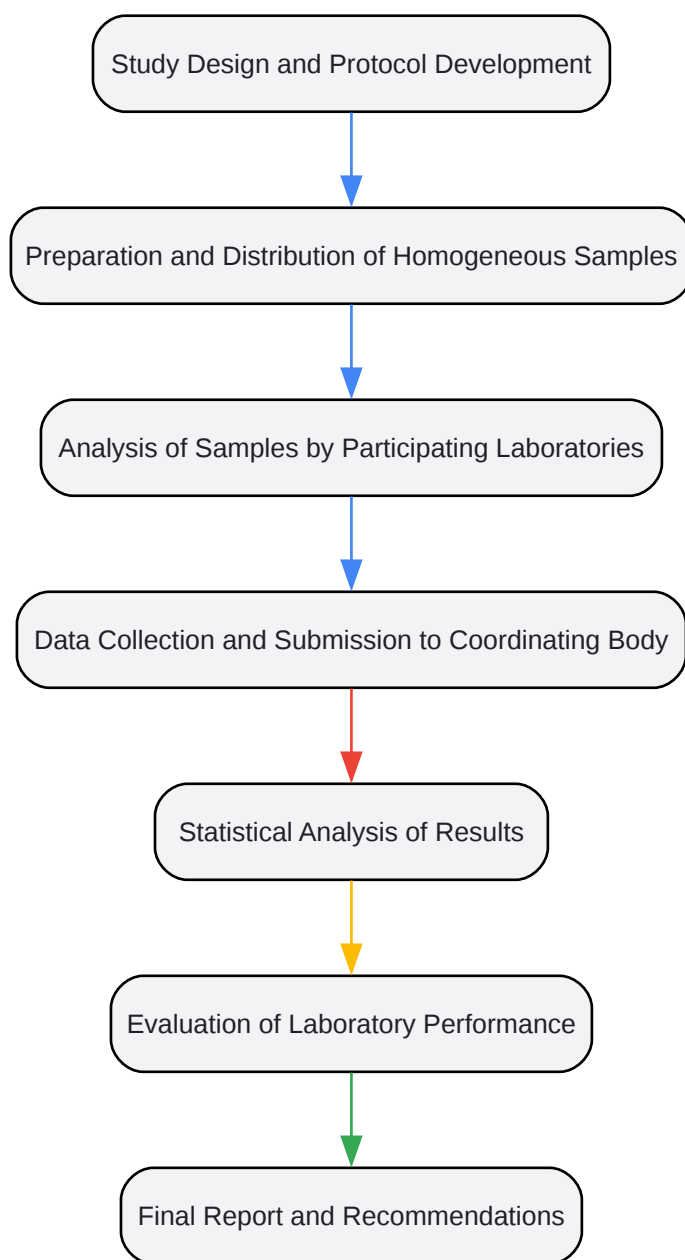 Study Design and Protocol Development
Preparation and Distribution of Homogeneous Samples
Analysis of Samples by Participating Laboratories
Data Collection and Submission to Coordinating Body
Statistical Analysis of Results
Evaluation of Laboratory Performance
Final Report and Recommendations